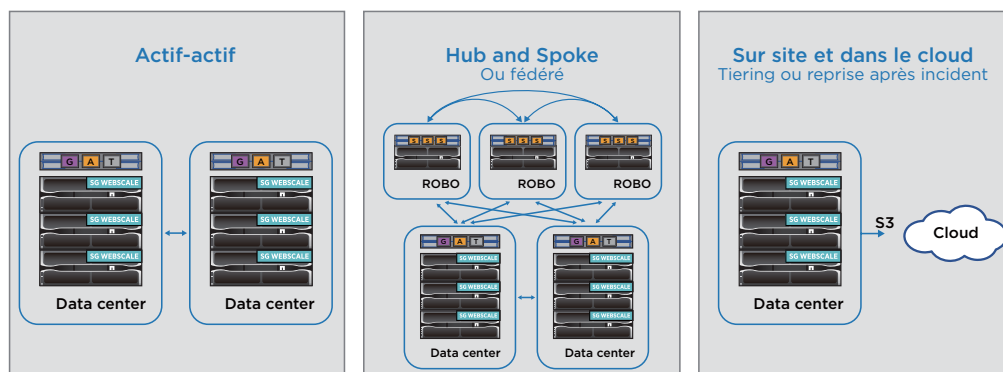 Actif-actif
G A T
SG WEBSCALE
SG WEBSCALE
SG WEBSCALE
Data center
G A T
SG WEBSCALE
SG WEBSCALE
SG WEBSCALE
Data center
Hub and Spoke
Ou fédéré
S S S
ROBO
S S S
ROBO
S S S
ROBO
G A T
SG WEBSCALE
SG WEBSCALE
SG WEBSCALE
Data center
G A T
SG WEBSCALE
SG WEBSCALE
SG WEBSCALE
Data center
Sur site et dans le cloud
Tiering ou reprise après incident
G A T
SG WEBSCALE
SG WEBSCALE
SG WEBSCALE
Data center
S3
Cloud